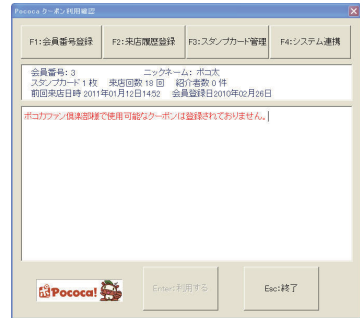 Pococa クーポン利用確認
F1:会員番号登録 F2:来店履歴登録 F3:スタンプカード管理 F4:システム連携
会員番号: 3 ニックネーム: ポコ太
スタンプカード 1 枚 来店回数 18 回 紹介者数 0 件
前回来店日時 2011年01月12日14:52 会員登録日2010年02月26日
ポコカファン倶楽部様で使用可能なクーポンは登録されておりません。
Pococa!
Enter:利用する
Esc:終了